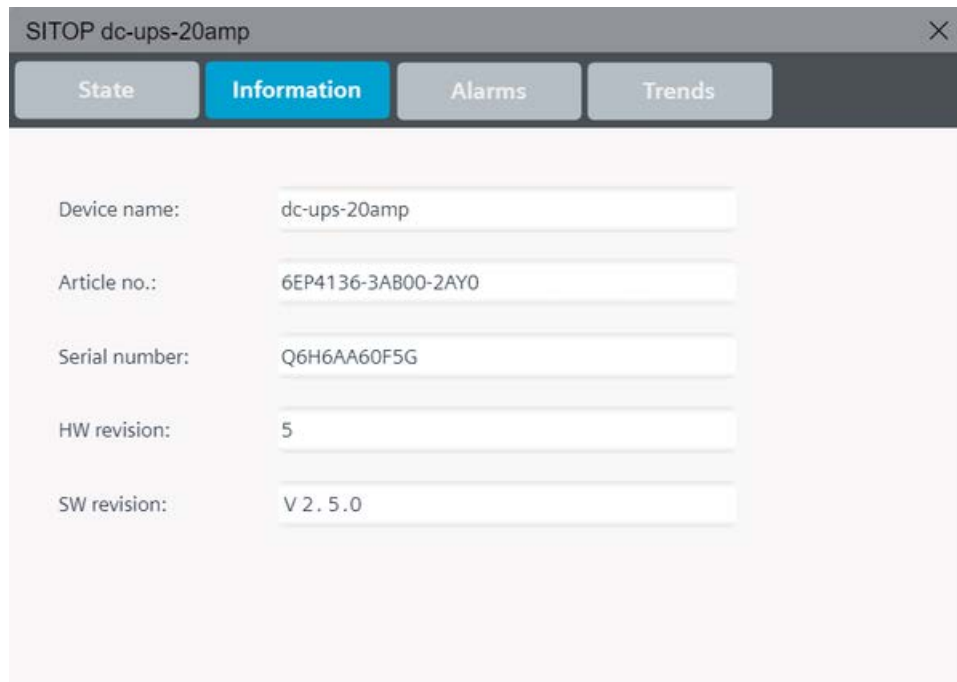 SITOP dc-ups-20amp
State Information Alarms Trends
Device name: dc-ups-20amp
Article no.: 6EP4136-3AB00-2AY0
Serial number: Q6H6AA60F5G
HW revision: 5
SW revision: V 2 . 5.0